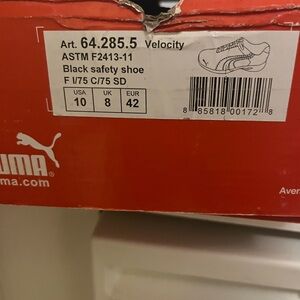 Art. 64.285.5 Velocity
ASTM F2413-11
Black safety shoe
F I/75 C/75 SD
USA UK EUR
10 8 42
8 85818 00172 8
UMA
ma.com
Aver